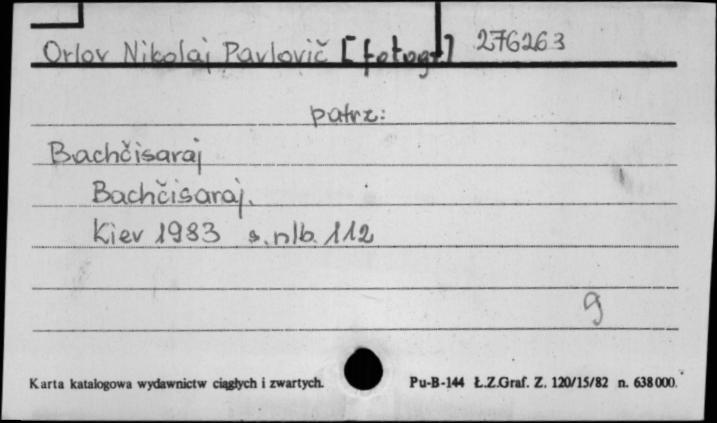 Orlov Nikolaj Pavlovič [fotogr] 276263
patrz:
Bachčisaraj
Bachčisaraj.
Kiev 1983 s. nlb. 112
g
Karta katalogowa wydawnictw ciągłych i zwartych. Pu-B-144 Ł.Z.Graf. Z. 120/15/82 n. 638000.